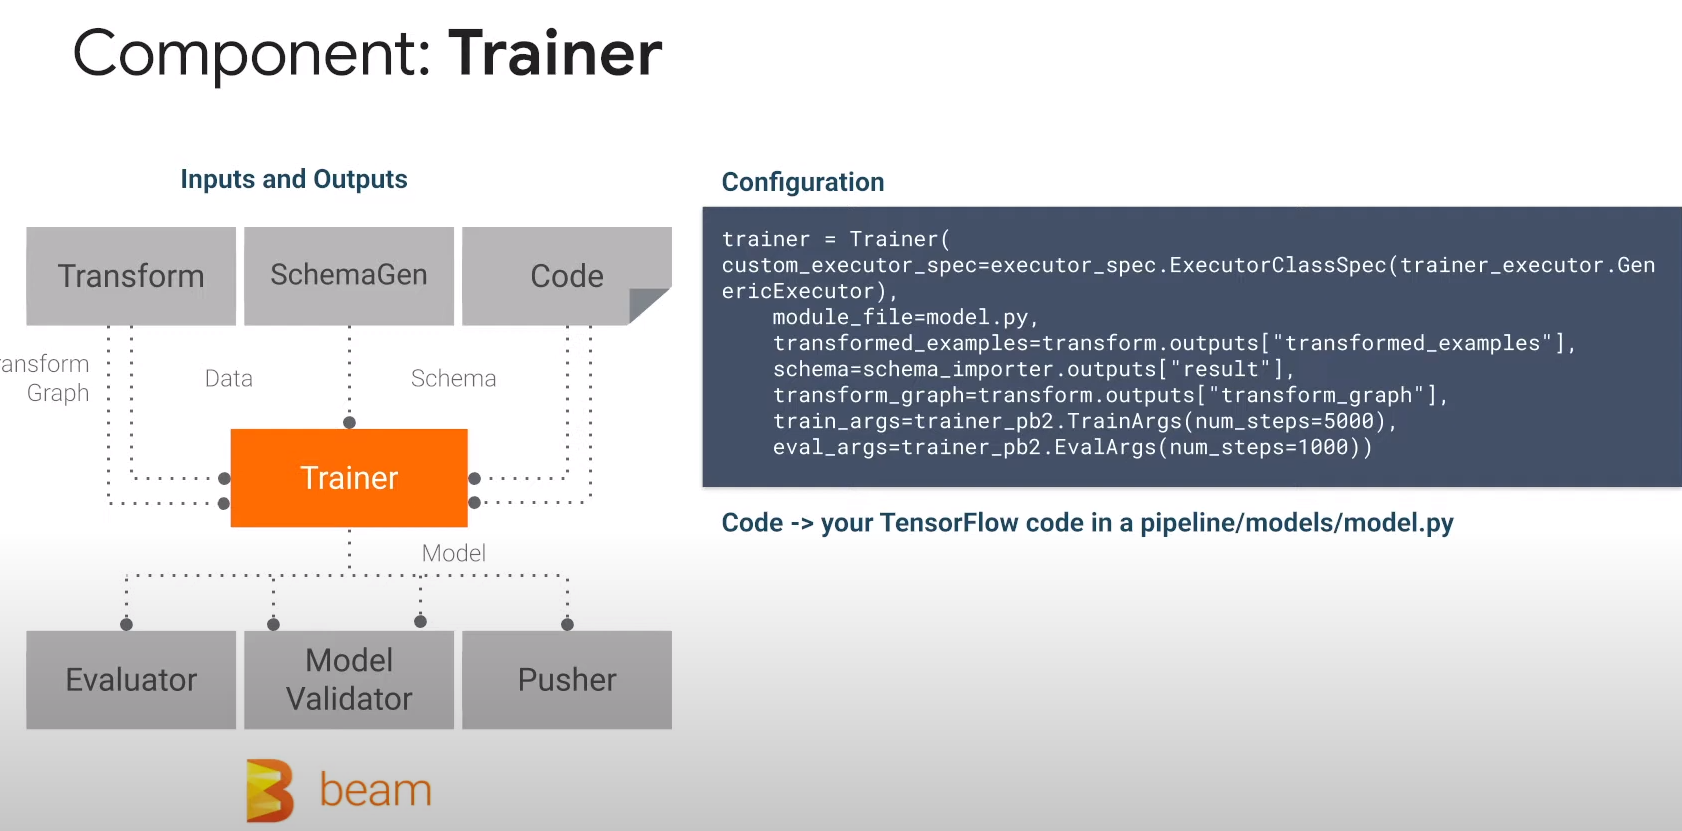 Component: Trainer
Inputs and Outputs
Transform
SchemaGen
Code
ansform
Graph
Data
Schema
Trainer
Model
Evaluator
Model
Validator
Pusher
beam
Configuration
trainer = Trainer(
custom_executor_spec=executor_spec.ExecutorClassSpec(trainer_executor.Gen
ericExecutor),
    module_file=model.py,
    transformed_examples=transform.outputs["transformed_examples"],
    schema=schema_importer.outputs["result"],
    transform_graph=transform.outputs["transform_graph"],
    train_args=trainer_pb2.TrainArgs(num_steps=5000),
    eval_args=trainer_pb2.EvalArgs(num_steps=1000))
Code -> your TensorFlow code in a pipeline/models/model.py